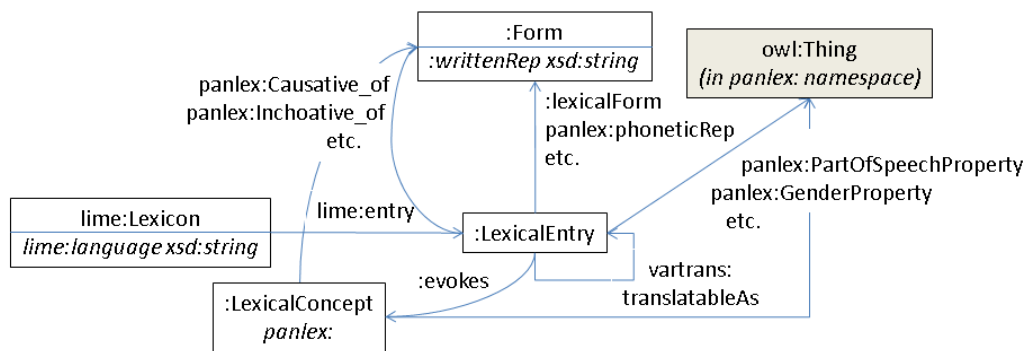 :Form
:writtenRep xsd:string
owl:Thing
(in panlex: namespace)
panlex:Causative_of
panlex:Inchoative_of
etc.
:lexicalForm
panlex:phoneticRep
etc.
panlex:PartOfSpeechProperty
panlex:GenderProperty
etc.
lime:Lexicon
lime:language xsd:string
lime:entry
:LexicalEntry
:evokes
vartrans:
translatableAs
:LexicalConcept
panlex: